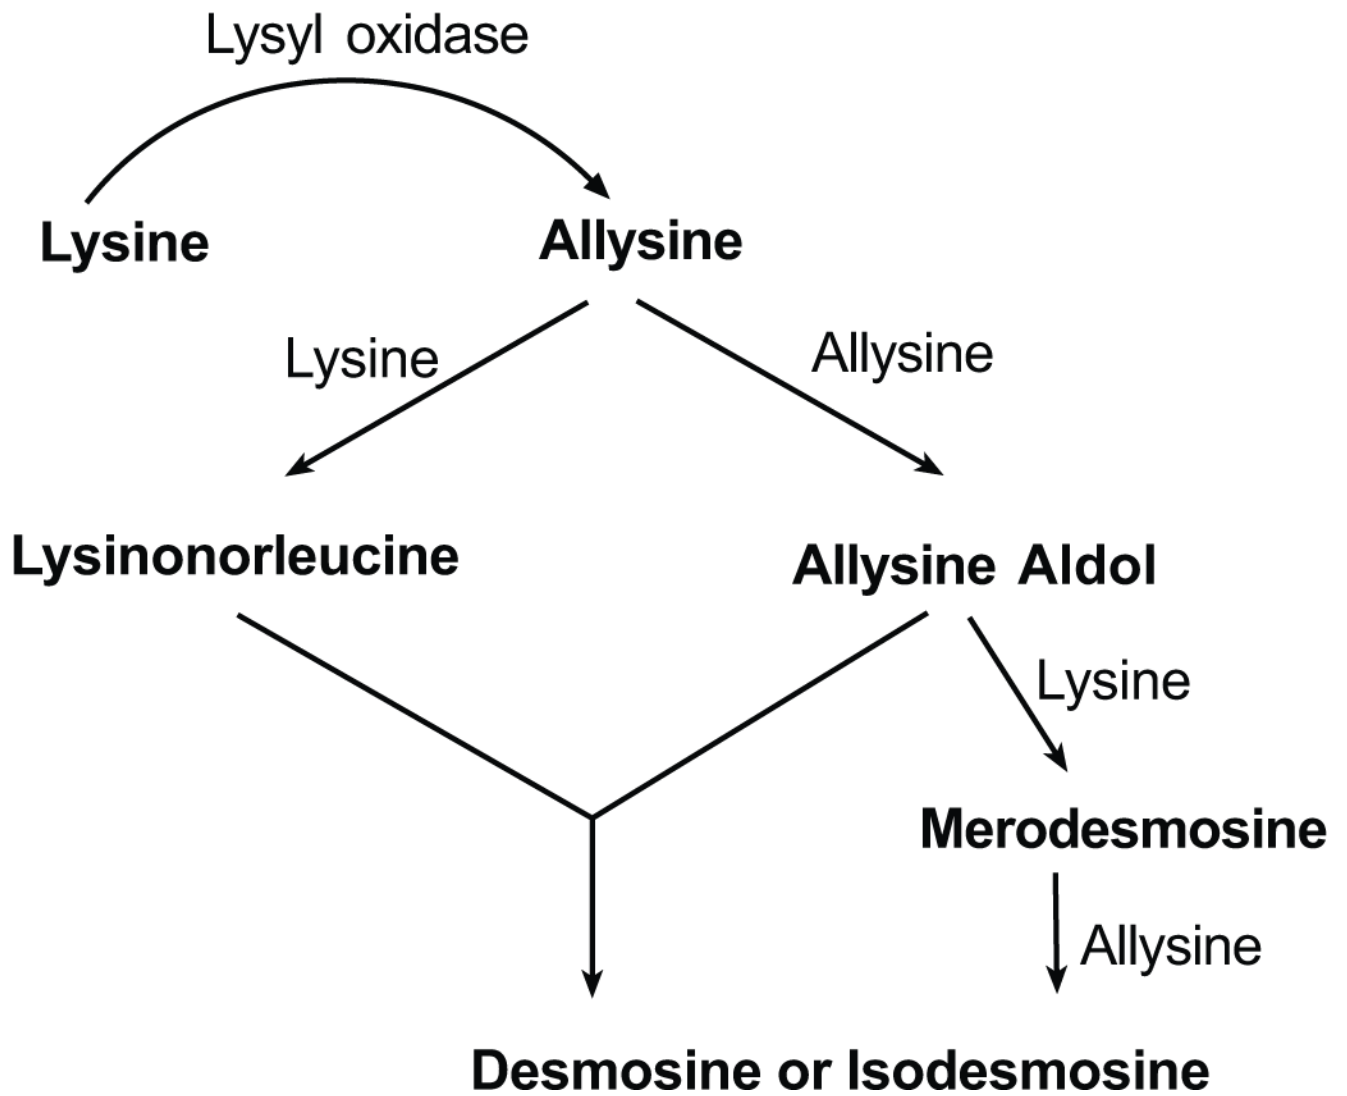 Lysyl oxidase
Lysine
Allysine
Lysine
Allysine
Lysinonorleucine
Allysine Aldol
Lysine
Merodesmosine
Allysine
Desmosine or Isodesmosine